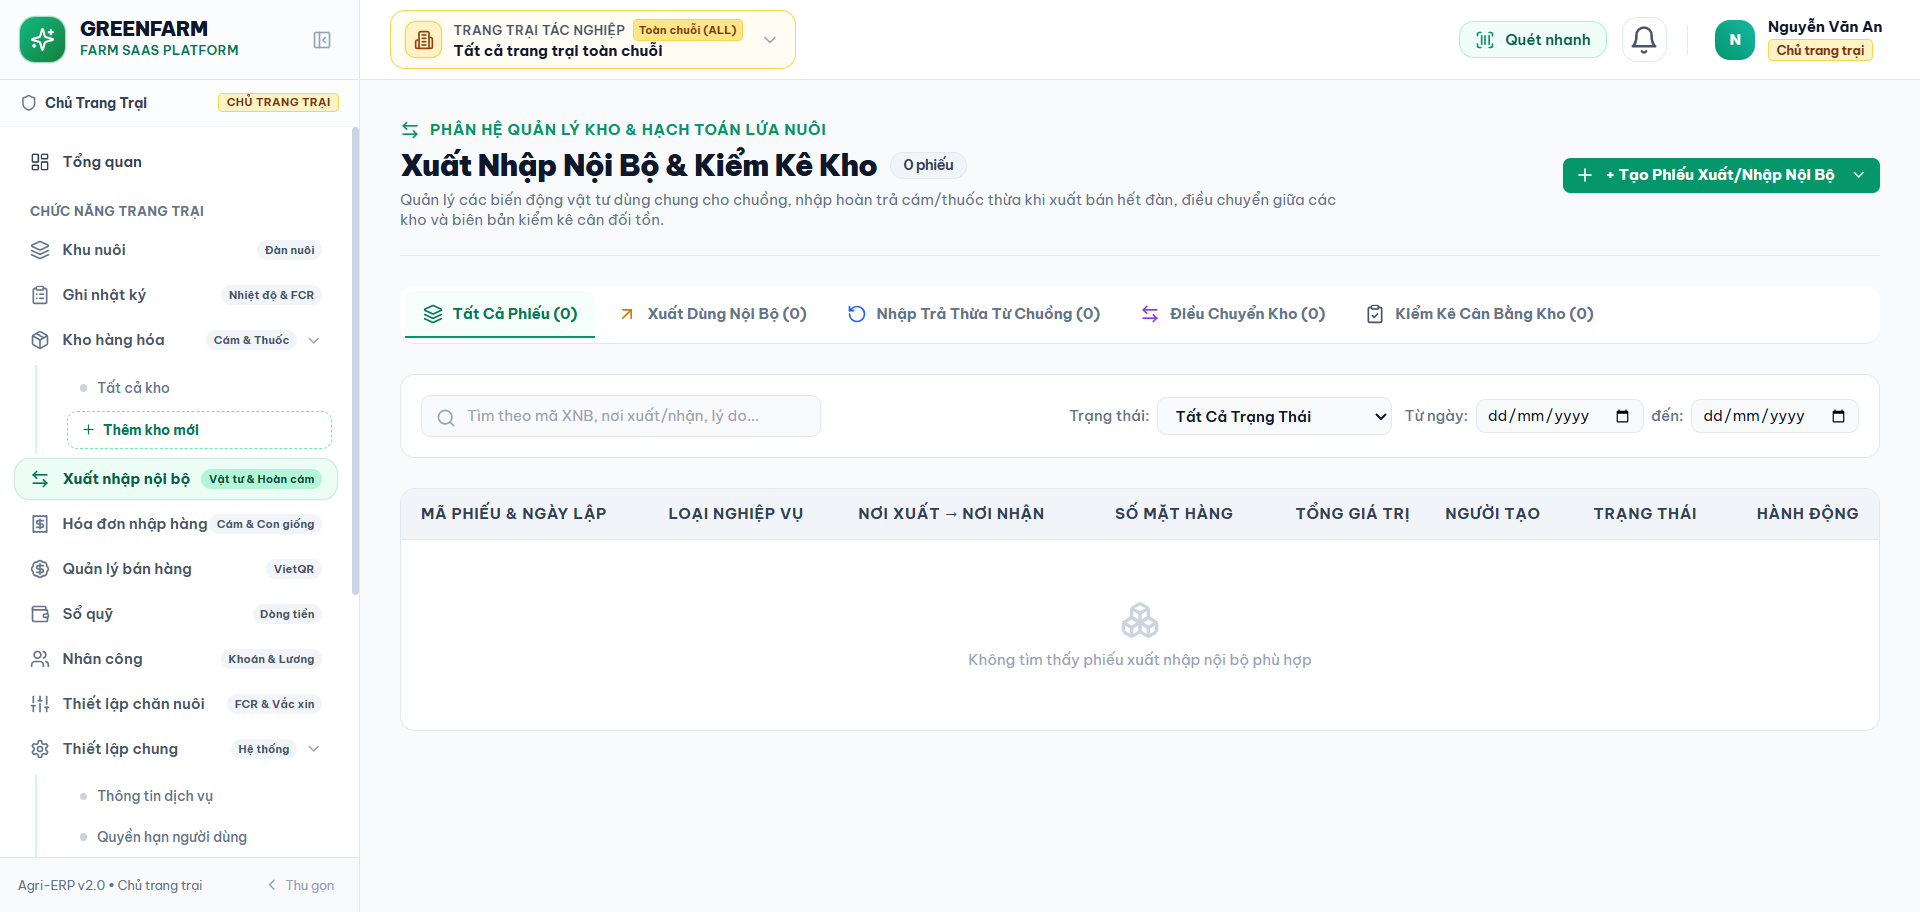 GREENFARM
FARM SAAS PLATFORM
Chủ Trang Trại
CHỦ TRANG TRẠI
Tổng quan
CHỨC NĂNG TRANG TRẠI
Khu nuôi
Đàn nuôi
Ghi nhật ký
Nhiệt độ & FCR
Kho hàng hóa
Cám & Thuốc
Tất cả kho
+ Thêm kho mới
Xuất nhập nội bộ
Vật tư & Hoàn cám
Hóa đơn nhập hàng
Cám & Con giống
Quản lý bán hàng
VietQR
Sổ quỹ
Dòng tiền
Nhân công
Khoán & Lương
Thiết lập chăn nuôi
FCR & Vắc xin
Thiết lập chung
Hệ thống
Thông tin dịch vụ
Quyền hạn người dùng
Agri-ERP v2.0 • Chủ trang trại
Thu gọn
TRANG TRẠI TÁC NGHIỆP
Toàn chuỗi (ALL)
Tất cả trang trại toàn chuỗi
Quét nhanh
N
Nguyễn Văn An
Chủ trang trại
PHÂN HỆ QUẢN LÝ KHO & HẠCH TOÁN LỨA NUÔI
Xuất Nhập Nội Bộ & Kiểm Kê Kho
0 phiếu
Quản lý các biến động vật tư dùng chung cho chuồng, nhập hoàn trả cám/thuốc thừa khi xuất bán hết đàn, điều chuyển giữa các
kho và biên bản kiểm kê cân đối tồn.
+ Tạo Phiếu Xuất/Nhập Nội Bộ
Tất Cả Phiếu (0)
Xuất Dùng Nội Bộ (0)
Nhập Trả Thừa Từ Chuồng (0)
Điều Chuyển Kho (0)
Kiểm Kê Cân Bằng Kho (0)
Tìm theo mã XNB, nơi xuất/nhận, lý do...
Trạng thái:
Tất Cả Trạng Thái
Từ ngày:
dd/mm/yyyy
đến:
dd/mm/yyyy
MÃ PHIẾU & NGÀY LẬP
LOẠI NGHIỆP VỤ
NƠI XUẤT → NƠI NHẬN
SỐ MẶT HÀNG
TỔNG GIÁ TRỊ
NGƯỜI TẠO
TRẠNG THÁI
HÀNH ĐỘNG
Không tìm thấy phiếu xuất nhập nội bộ phù hợp